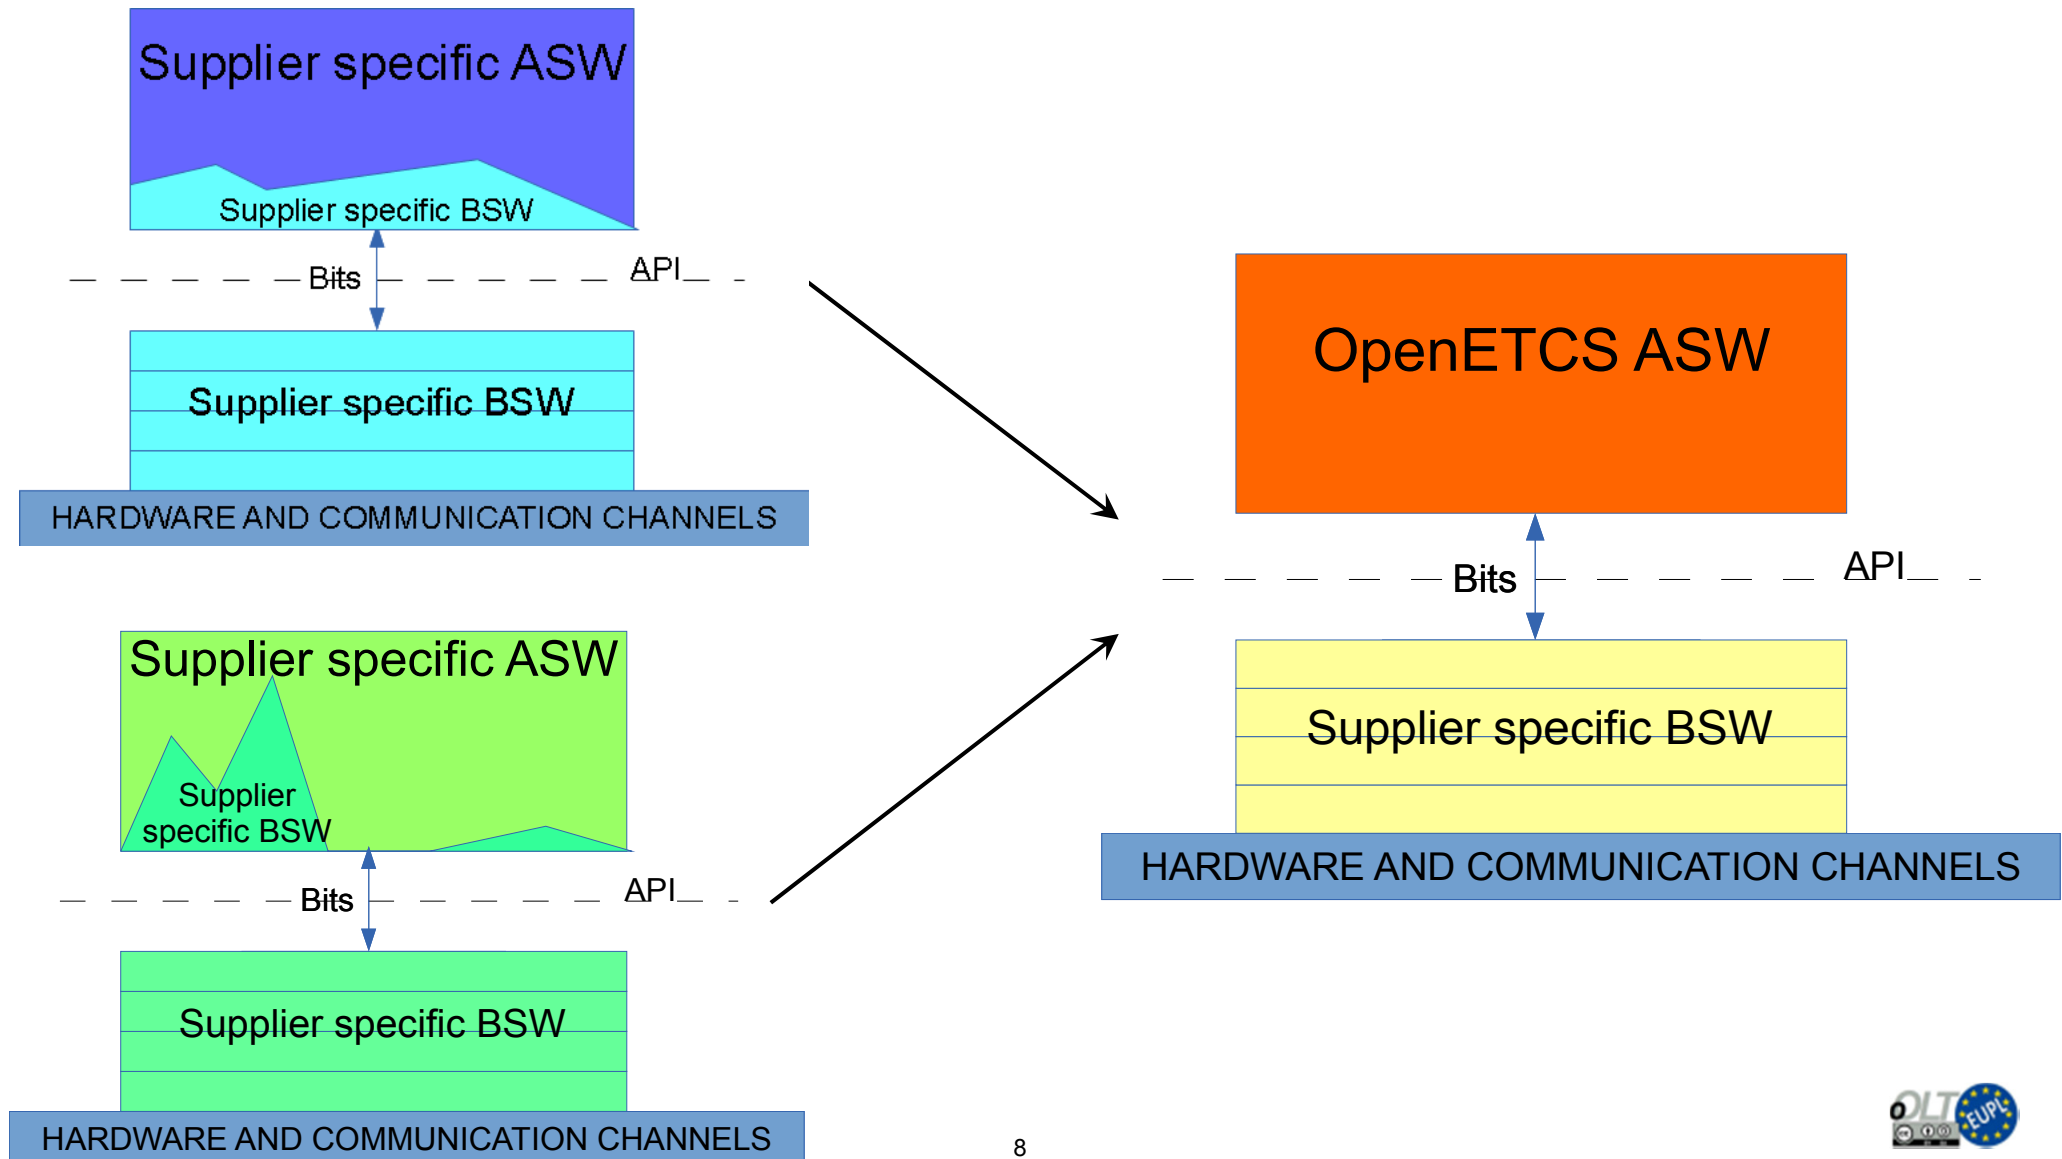 Supplier specific ASW
Supplier specific BSW
Bits
API
Supplier specific BSW
HARDWARE AND COMMUNICATION CHANNELS
Supplier specific ASW
Supplier
specific BSW
Bits
API
Supplier specific BSW
HARDWARE AND COMMUNICATION CHANNELS
OpenETCS ASW
Bits
API
Supplier specific BSW
HARDWARE AND COMMUNICATION CHANNELS
8
oOLT
EUPL